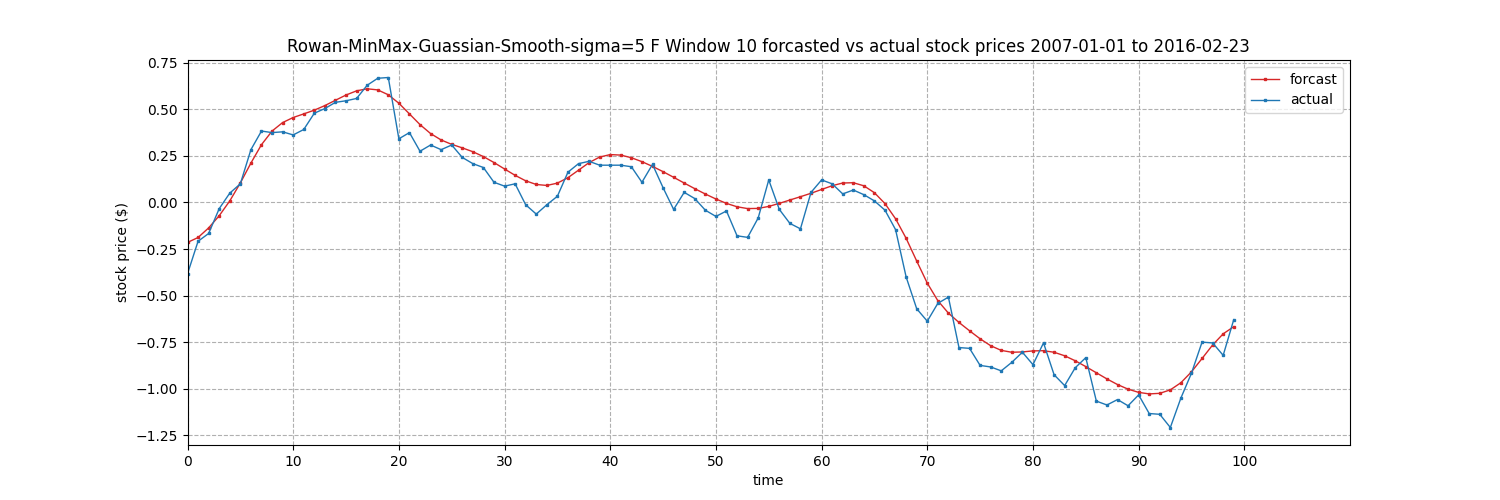 Rowan-MinMax-Guassian-Smooth-sigma=5 F Window 10 forcasted vs actual stock prices 2007-01-01 to 2016-02-23
forcast
actual
0.75
0.50
0.25
0.00
−0.25
−0.50
−0.75
−1.00
−1.25
stock price ($)
0 10 20 30 40 50 60 70 80 90 100
time